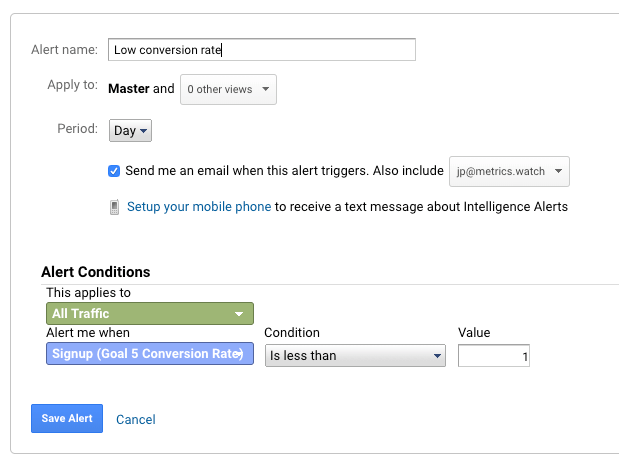 Alert name: Low conversion rate
Apply to: Master and 0 other views
Period: Day
Send me an email when this alert triggers. Also include jp@metrics.watch
Setup your mobile phone to receive a text message about Intelligence Alerts
Alert Conditions
This applies to
All Traffic
Alert me when Condition Value
Signup (Goal 5 Conversion Rate) Is less than 1
Save Alert Cancel